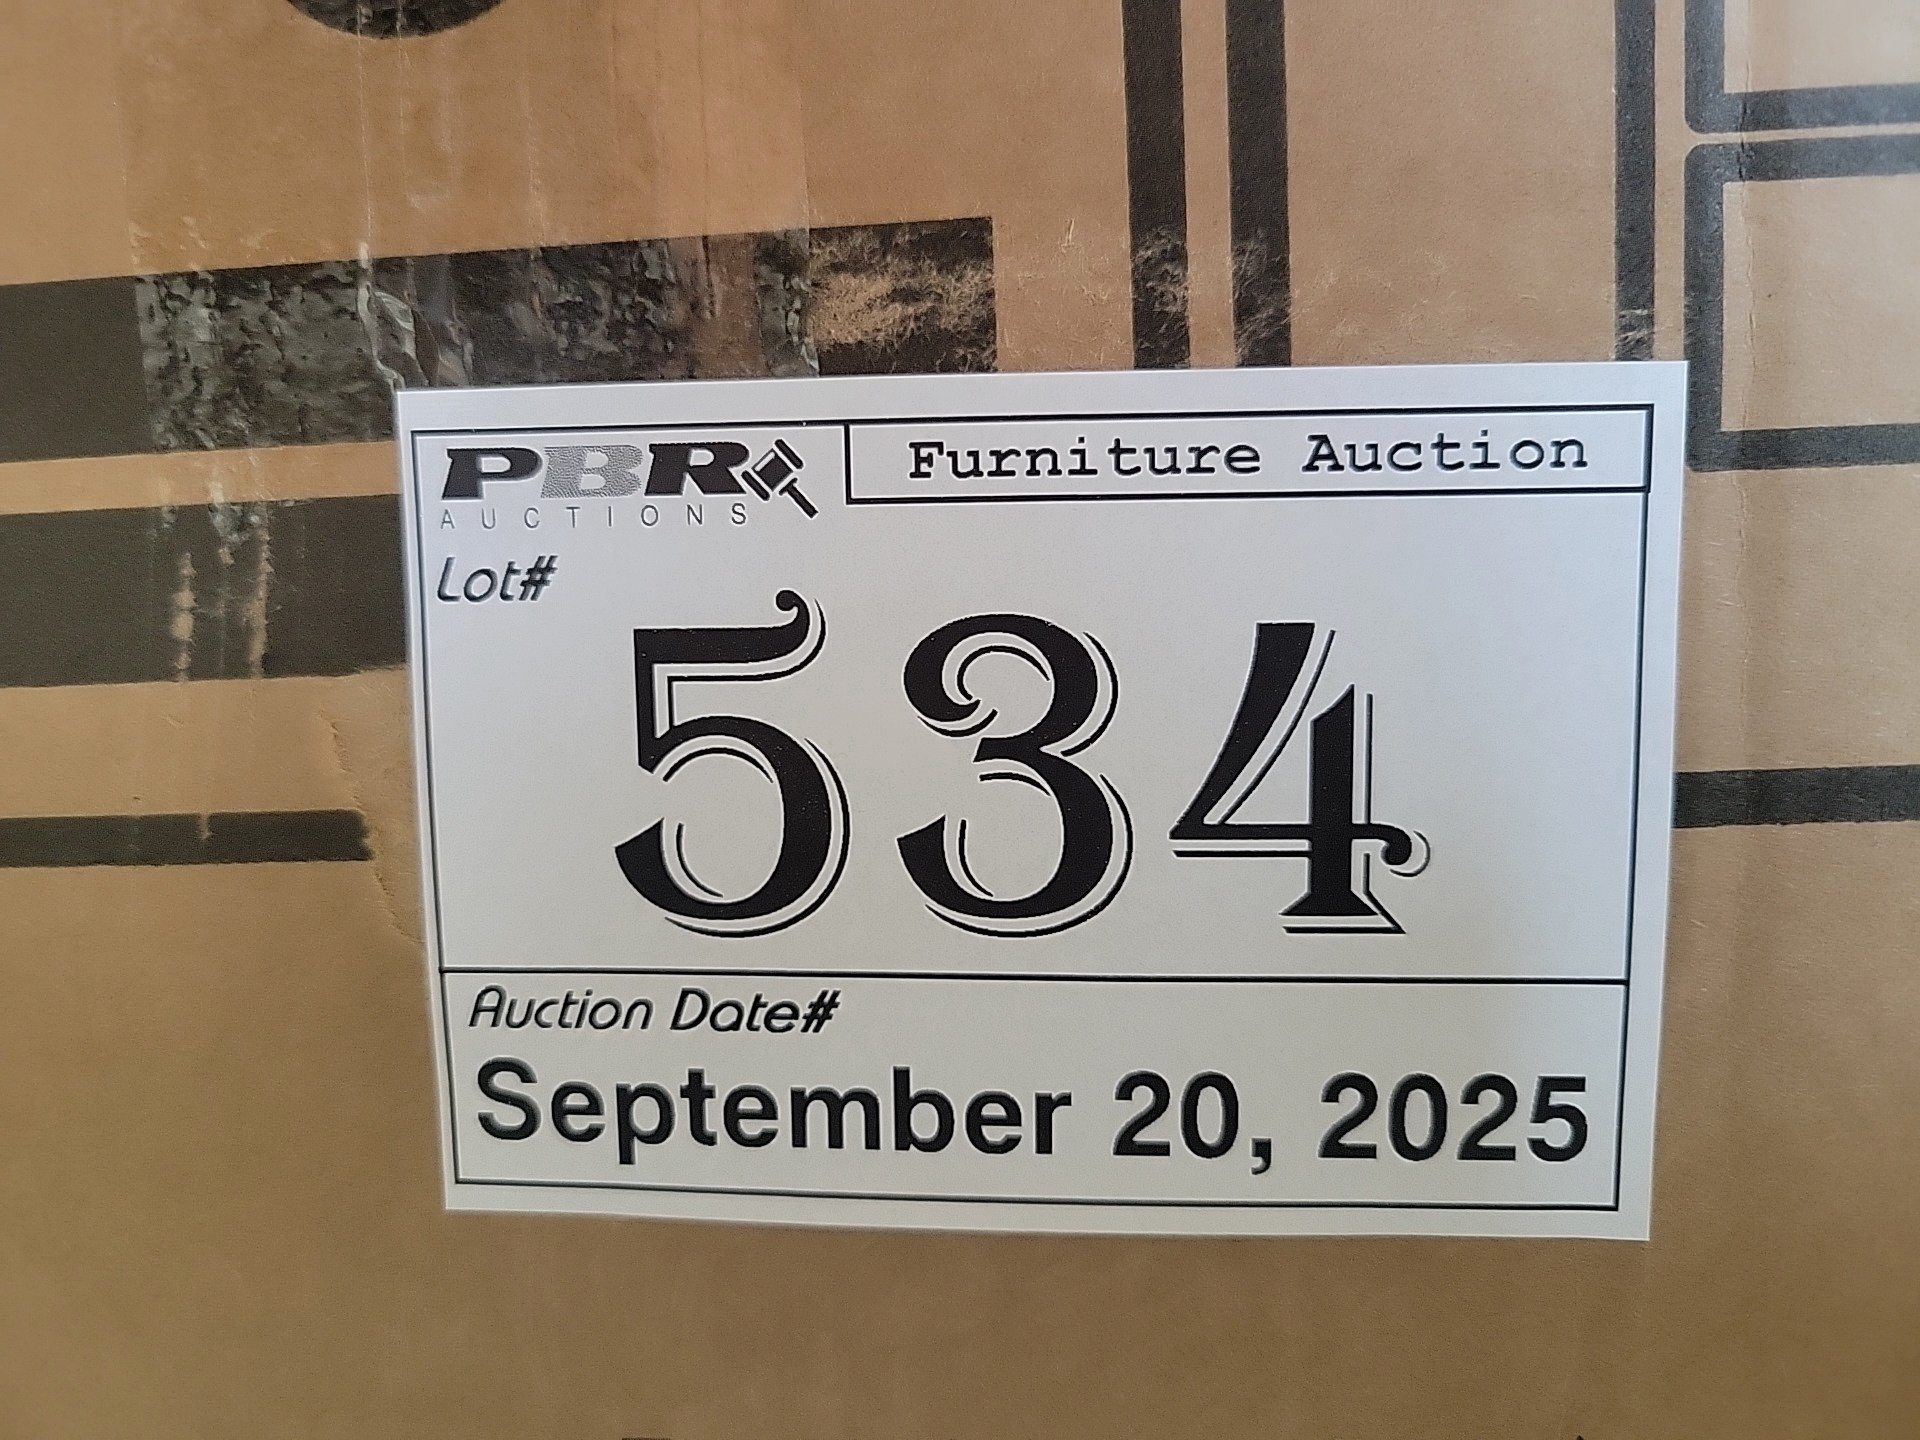 PBR
AUCTIONS
Furniture Auction
Lot#
534
Auction Date#
September 20, 2025